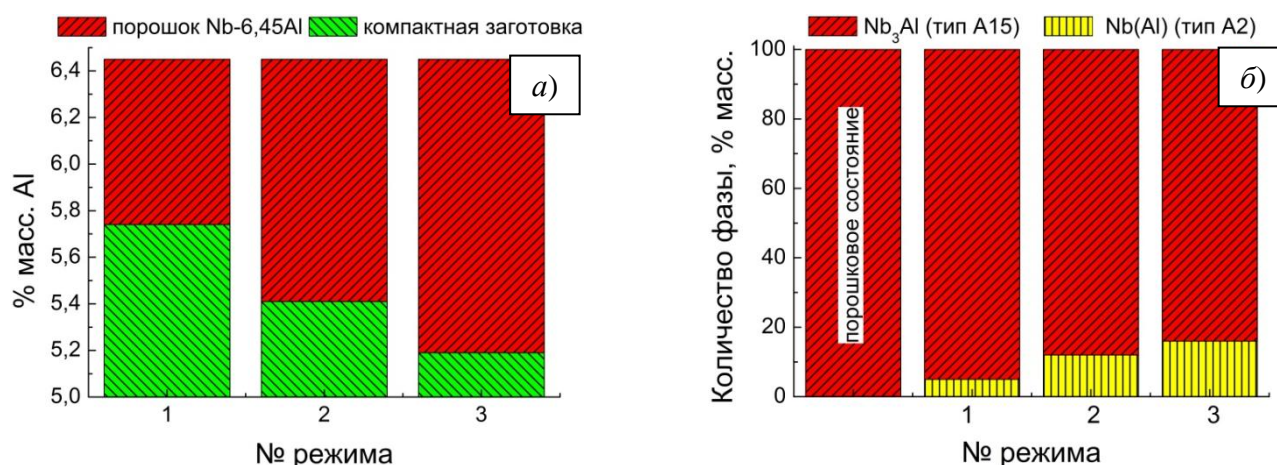 порошок Nb-6,45Al компактная заготовка
а)
% масс. Al
6,4
6,2
6,0
5,8
5,6
5,4
5,2
5,0
1 2 3
№ режима
Nb3Al (тип А15) Nb(Al) (тип А2)
б)
Количество фазы, % масс.
100
80
60
40
20
0
порошковое состояние
1 2 3
№ режима